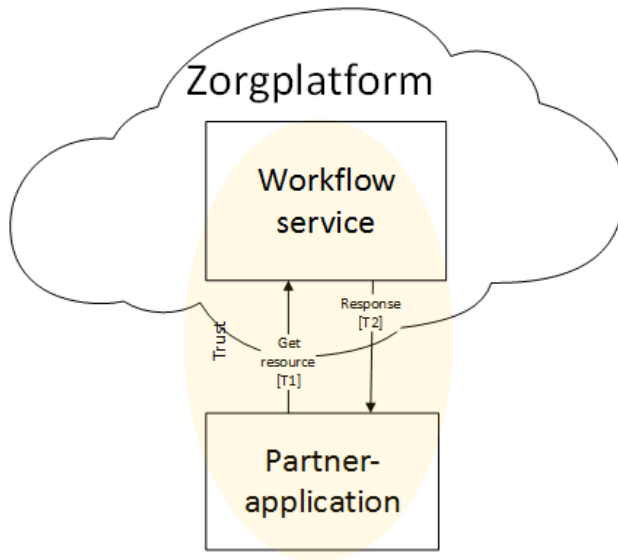 Zorgplatform
Workflow
service
Response
[T2]
Trust
Get
resource
[T1]
Partner-
application